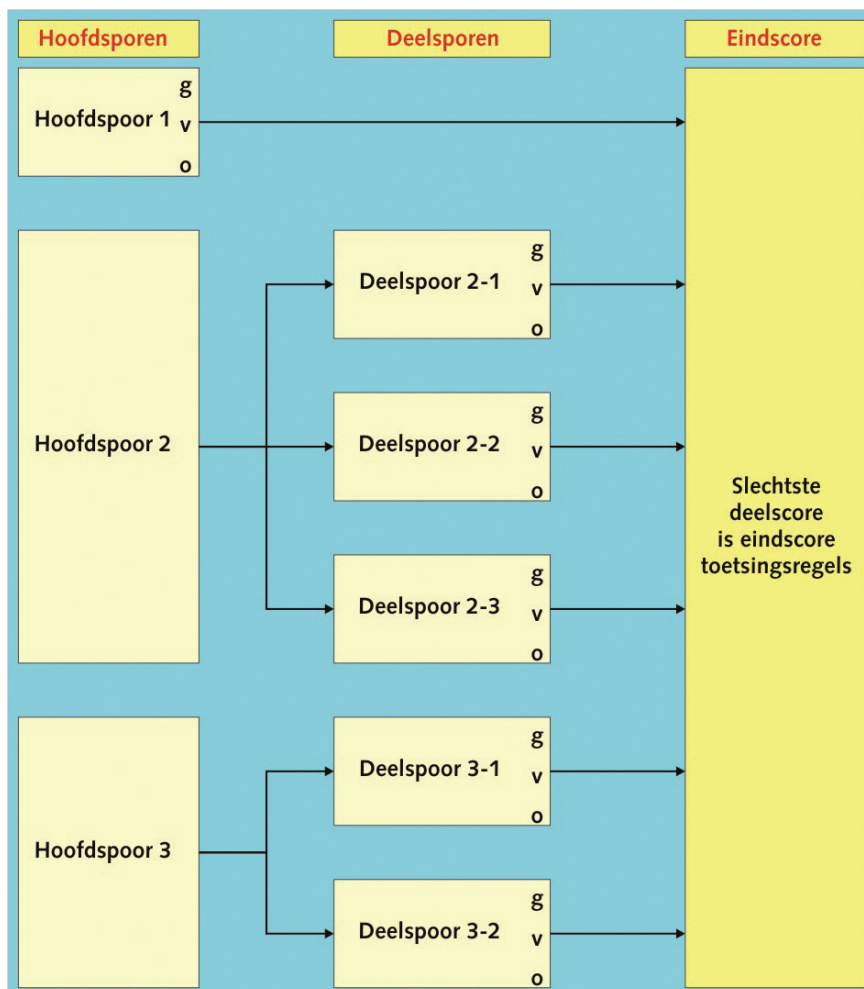 Hoofdsporen
Deelsporen
Eindscore
Hoofdspoor 1
g
v
o
Hoofdspoor 2
Deelspoor 2-1
g
v
o
Deelspoor 2-2
g
v
o
Deelspoor 2-3
g
v
o
Hoofdspoor 3
Deelspoor 3-1
g
v
o
Deelspoor 3-2
g
v
o
Slechtste
deelscore
is eindscore
toetsingsregels